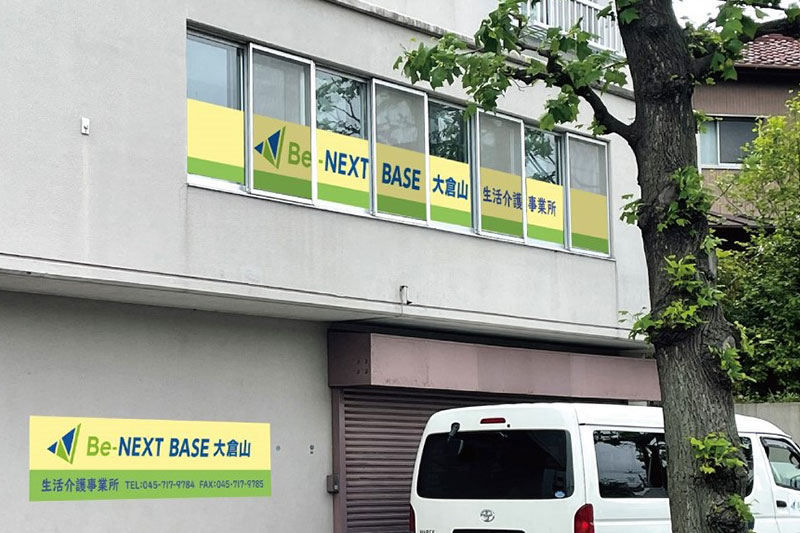 Be-NEXT BASE 大倉山 生活介護事業所
Be-NEXT BASE 大倉山
生活介護事業所 TEL:045-717-9784 FAX:045-717-9785